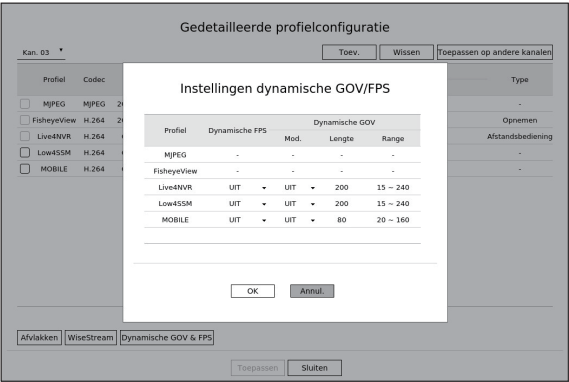 Gedetailleerde profielconfiguratie
Kan. 03 Toev. Wissen Toepassen op andere kanalen
Profiel Codec Type
MJPEG MJPEG -
FisheyeView H.264 Opnemen
Live4NVR H.264 Afstandsbediening
Low4SSM H.264 -
MOBILE H.264 -
Instellingen dynamische GOV/FPS
Profiel Dynamische FPS Dynamische GOV
Mod. Lengte Range
MJPEG - - - -
FisheyeView - - - -
Live4NVR UIT UIT 200 15 ~ 240
Low4SSM UIT UIT 200 15 ~ 240
MOBILE UIT UIT 80 20 ~ 160
OK Annul.
Afvlakken WiseStream Dynamische GOV & FPS
Toepassen Sluiten